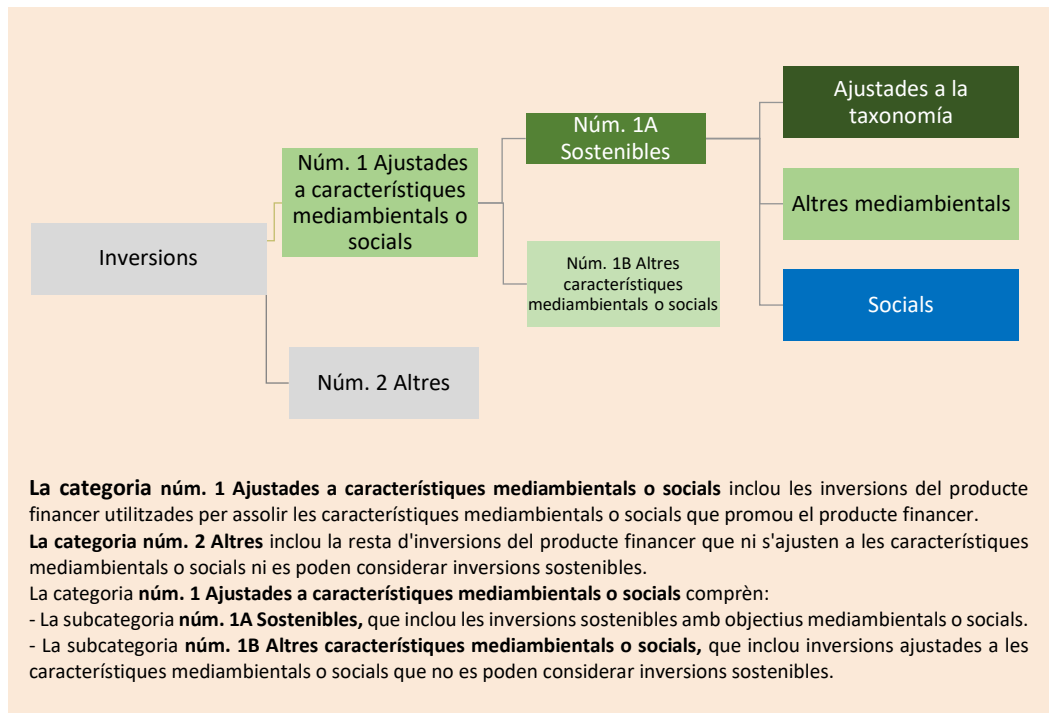 Inversions
Núm. 1 Ajustades
a característiques
mediambientals o
socials
Núm. 2 Altres
Núm. 1A
Sostenibles
Núm. 1B Altres
característiques
mediambientals o socials
Ajustades a la
taxonomía
Altres mediambientals
Socials
La categoria núm. 1 Ajustades a característiques mediambientals o socials inclou les inversions del producte
financer utilitzades per assolir les característiques mediambientals o socials que promou el producte financer.
La categoria núm. 2 Altres inclou la resta d'inversions del producte financer que ni s'ajusten a les característiques
mediambientals o socials ni es poden considerar inversions sostenibles.
La categoria núm. 1 Ajustades a característiques mediambientals o socials comprèn:
- La subcategoria núm. 1A Sostenibles, que inclou les inversions sostenibles amb objectius mediambientals o socials.
- La subcategoria núm. 1B Altres característiques mediambientals o socials, que inclou inversions ajustades a les
característiques mediambientals o socials que no es poden considerar inversions sostenibles.